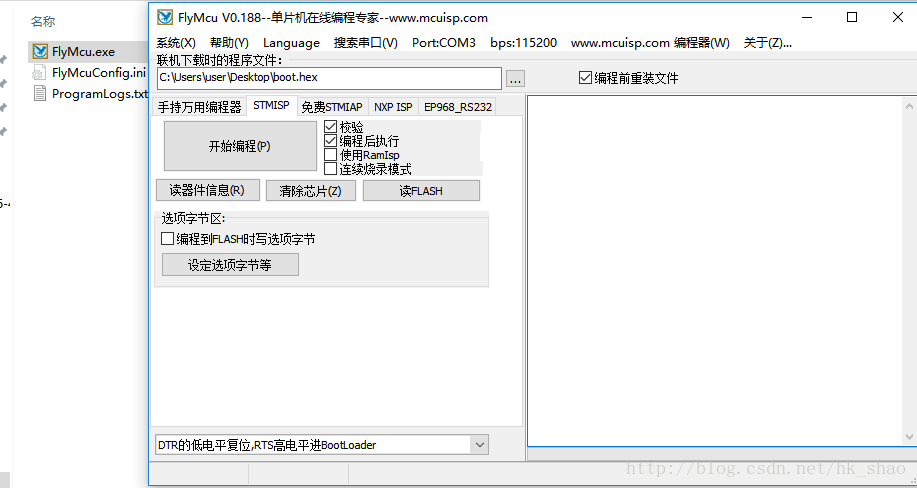 名称
FlyMcu.exe
FlyMcuConfig.ini
ProgramLogs.txt
FlyMcu V0.188--单片机在线编程专家--www.mcuisp.com
系统(X) 帮助(Y) Language 搜索串口(V) Port:COM3 bps:115200 www.mcuisp.com 编程器(W) 关于(Z)...
联机下载时的程序文件:
C:\Users\user\Desktop\boot.hex ... 编程前重装文件
手持万用编程器 STMISP 免费STMIAP NXP ISP EP968_RS232
开始编程(P)
校验
编程后执行
使用RamIsp
连续烧录模式
读器件信息(R) 清除芯片(Z) 读FLASH
选项字节区:
编程到FLASH时写选项字节
设定选项字节等
DTR的低电平复位,RTS高电平进BootLoader
http://blog.csdn.net/hk_shao